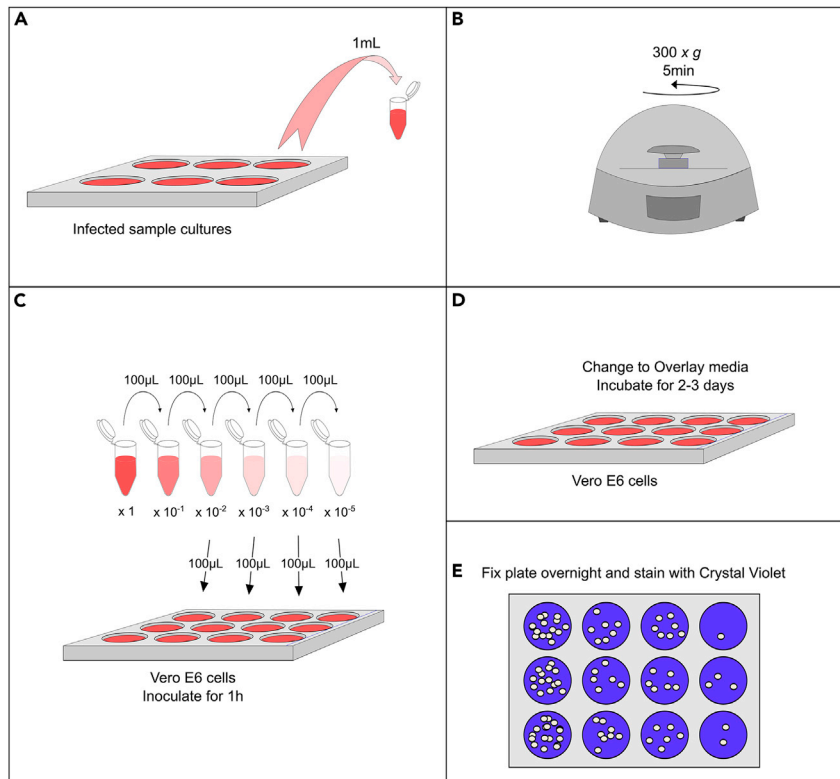 A
1mL
Infected sample cultures
B
300 x g
5min
C
100µL 100µL 100µL 100µL 100µL
x 1 x 10⁻¹ x 10⁻² x 10⁻³ x 10⁻⁴ x 10⁻⁵
100µL 100µL 100µL 100µL
Vero E6 cells
Inoculate for 1h
D
Change to Overlay media
Incubate for 2-3 days
Vero E6 cells
E Fix plate overnight and stain with Crystal Violet